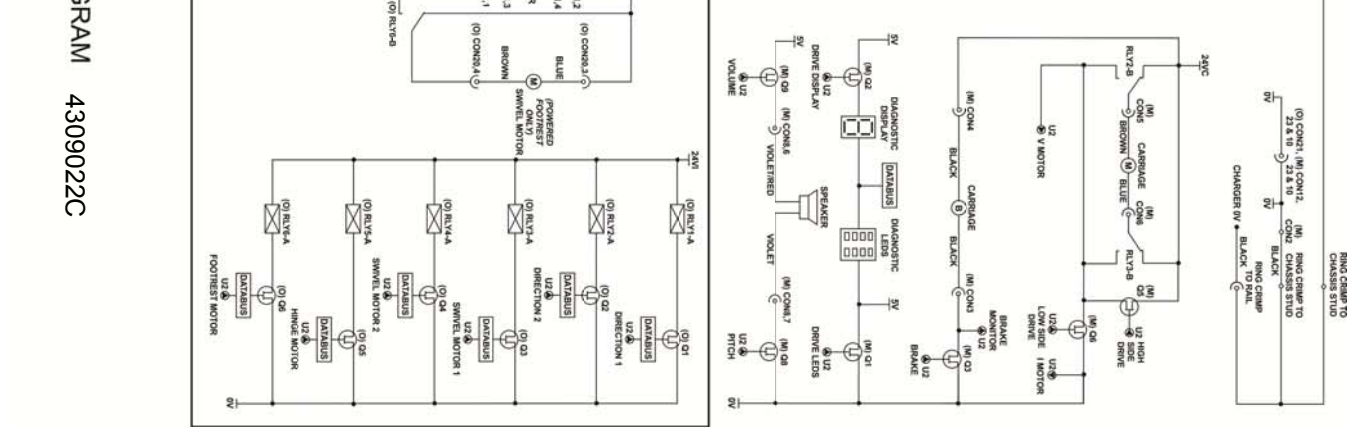 GRAM 43090022C
(O) RLY6-B
(O) CON20,4
BROWN
BLUE
(O) CON20,3
M
(POWERED
FOOTREST
ONLY)
SWIVEL MOTOR
24VI
(O) RLY1-A
(O) RLY2-A
(O) RLY3-A
(O) RLY4-A
(O) RLY5-A
(O) RLY6-A
(O) Q1
DATABUS
U2
DIRECTION 1
(O) Q2
DATABUS
U2
DIRECTION 2
(O) Q3
DATABUS
U2
SWIVEL MOTOR 1
(O) Q4
DATABUS
U2
SWIVEL MOTOR 2
(O) Q5
DATABUS
U2
HINGE MOTOR
(O) Q6
DATABUS
U2
FOOTREST MOTOR
0V
5V
(M) Q9
U2
VOLUME
(M) CON8,6
VIOLET/RED
SPEAKER
VIOLET
(M) CON8,7
(M) Q8
U2
PITCH
0V
5V
(M) Q2
U2
DRIVE DISPLAY
DIAGNOSTIC
DISPLAY
DATABUS
DIAGNOSTIC
LEDS
5V
(M) Q1
U2
DRIVE LEDS
(M) CON4
BLACK
CARRIAGE
B
BLACK
(M) CON3
BRAKE
MONITOR
U2
(M) Q3
U2
BRAKE
24VC
RLY2-B
(M)
CON5
BROWN
CARRIAGE
M
BLUE
(M)
CON6
RLY3-B
(M)
Q5
U2 HIGH
SIDE
DRIVE
U2
V MOTOR
(M) Q6
U2
LOW SIDE
DRIVE
U2
I MOTOR
0V
(O) CON21, (M) CON12,
23 & 10 23 & 10
0V
(M)
CON2
BLACK
RING CRIMP TO
CHASSIS STUD
CHARGER 0V
BLACK
RING CRIMP
TO RAIL
RING CRIMP TO
CHASSIS STUD